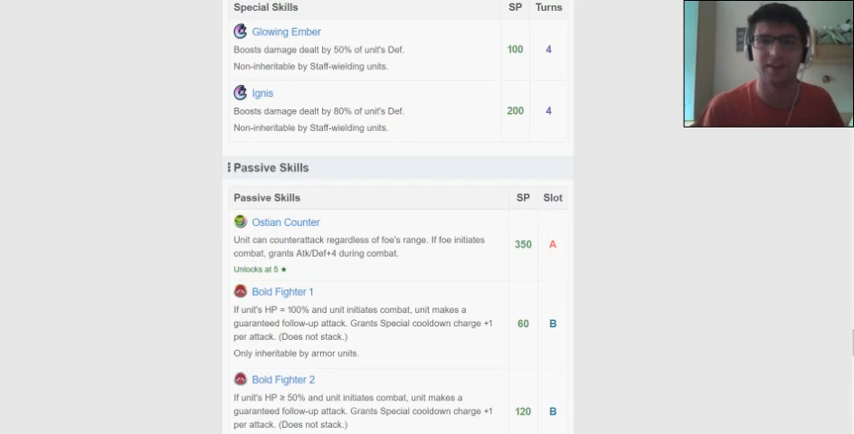 Special Skills SP Turns
Glowing Ember
Boosts damage dealt by 50% of unit's Def.
100 4
Non-inheritable by Staff-wielding units.
Ignis
Boosts damage dealt by 80% of unit's Def.
200 4
Non-inheritable by Staff-wielding units.
Passive Skills
Passive Skills SP Slot
Ostian Counter
Unit can counterattack regardless of foe's range. If foe initiates
combat, grants Atk/Def+4 during combat.
350 A
Unlocks at 5 ★
Bold Fighter 1
If unit's HP = 100% and unit initiates combat, unit makes a
guaranteed follow-up attack. Grants Special cooldown charge +1
per attack. (Does not stack.)
60 B
Only inheritable by armor units.
Bold Fighter 2
If unit's HP ≥ 50% and unit initiates combat, unit makes a
guaranteed follow-up attack. Grants Special cooldown charge +1
per attack. (Does not stack.)
120 B